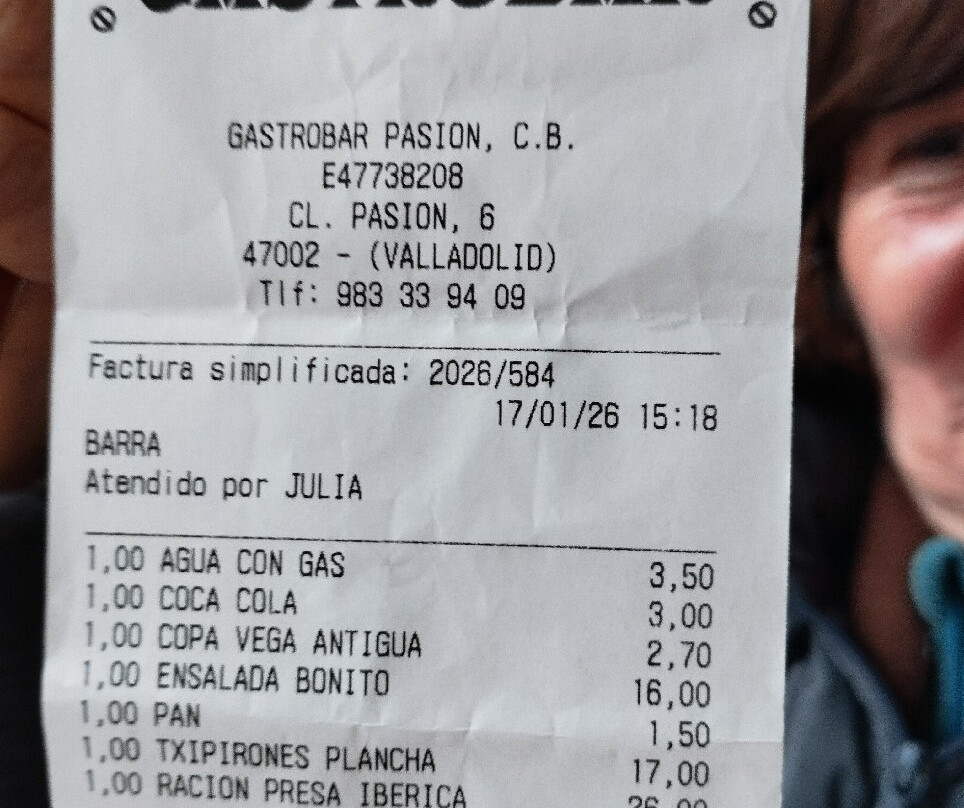 GASTROBAR PASION, C.B.
E47738208
CL. PASION, 6
47002 - (VALLADOLID)
Tlf: 983 33 94 09
Factura simplificada: 2026/584
17/01/26 15:18
BARRA
Atendido por JULIA
1,00 AGUA CON GAS 3,50
1,00 COCA COLA 3,00
1,00 COPA VEGA ANTIGUA 2,70
1,00 ENSALADA BONITO 16,00
1,00 PAN 1,50
1,00 TXIPIRONES PLANCHA 17,00
1,00 RACION PRESA IBERICA